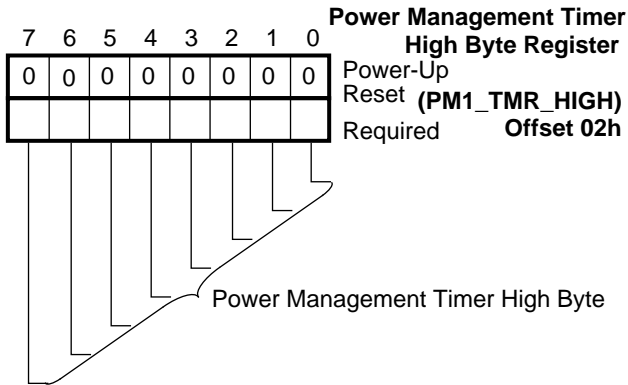 Power Management Timer
7 6 5 4 3 2 1 0
High Byte Register
0 0 0 0 0 0 0 0
Power-Up
Reset
(PM1_TMR_HIGH)
Required
Offset 02h
Power Management Timer High Byte